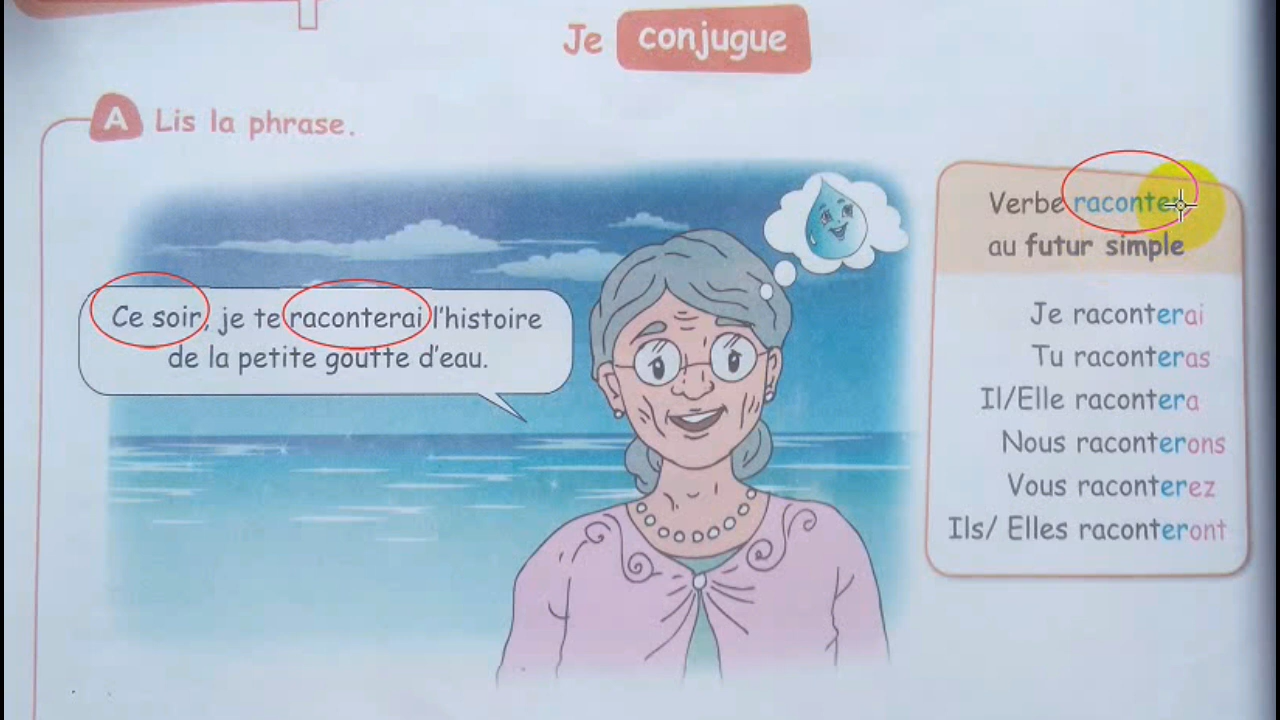 Je conjugue
A Lis la phrase.
Ce soir, je te raconterai l'histoire
de la petite goutte d'eau.
Verbe raconter
au futur simple
Je raconterai
Tu raconteras
Il/Elle racontera
Nous raconterons
Vous raconterez
Ils/ Elles raconteront